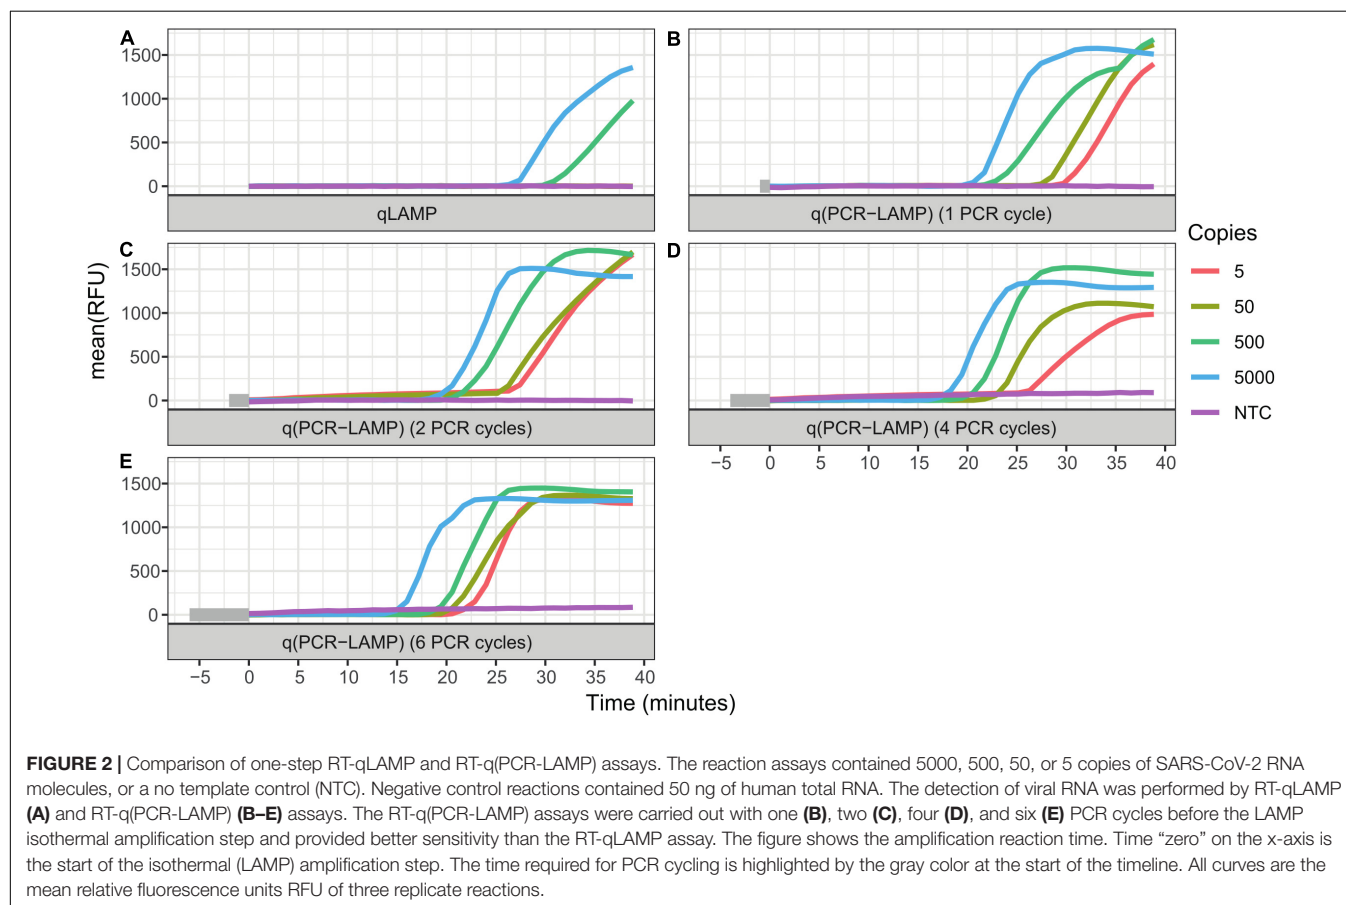 A
B
1500
1000
500
0
qLAMP
q(PCR−LAMP) (1 PCR cycle)
C
D
mean(RFU)
1500
1000
500
0
q(PCR−LAMP) (2 PCR cycles)
q(PCR−LAMP) (4 PCR cycles)
−5 0 5 10 15 20 25 30 35 40
E
1500
1000
500
0
q(PCR−LAMP) (6 PCR cycles)
−5 0 5 10 15 20 25 30 35 40
Time (minutes)
Copies
5
50
500
5000
NTC
FIGURE 2 | Comparison of one-step RT-qLAMP and RT-q(PCR-LAMP) assays. The reaction assays contained 5000, 500, 50, or 5 copies of SARS-CoV-2 RNA
molecules, or a no template control (NTC). Negative control reactions contained 50 ng of human total RNA. The detection of viral RNA was performed by RT-qLAMP
(A) and RT-q(PCR-LAMP) (B–E) assays. The RT-q(PCR-LAMP) assays were carried out with one (B), two (C), four (D), and six (E) PCR cycles before the LAMP
isothermal amplification step and provided better sensitivity than the RT-qLAMP assay. The figure shows the amplification reaction time. Time “zero” on the x-axis is
the start of the isothermal (LAMP) amplification step. The time required for PCR cycling is highlighted by the gray color at the start of the timeline. All curves are the
mean relative fluorescence units RFU of three replicate reactions.